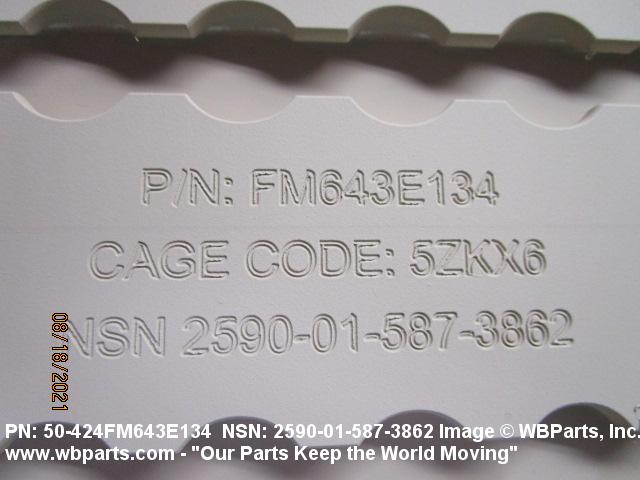 P/N: FM643E134
CAGE CODE: 5ZKX6
NSN 2590-01-587-3862
08/18/2021
PN: 50-424FM643E134 NSN: 2590-01-587-3862 Image © WBParts, Inc.
www.wbparts.com - "Our Parts Keep the World Moving"